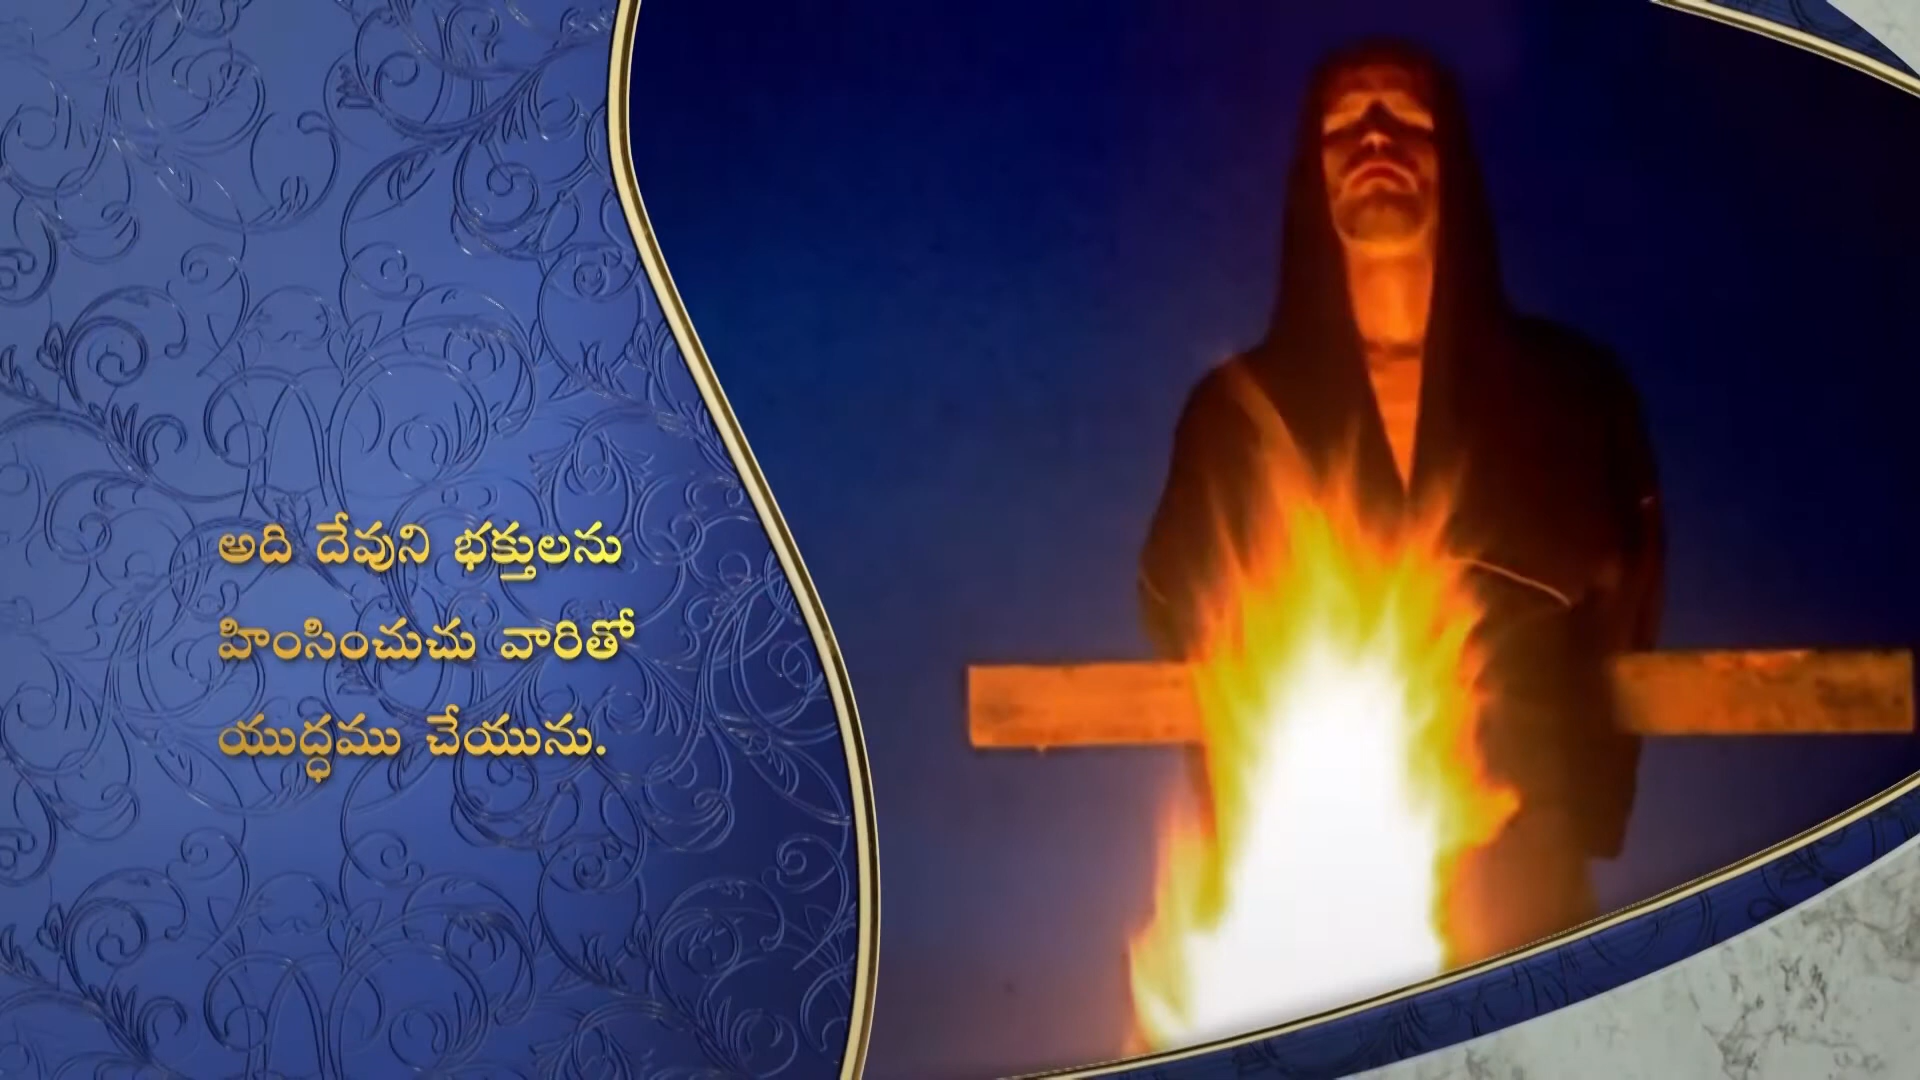 అది దేవుని భక్తులను
హింసించుచు వారితో
యుద్ధము చేయును.